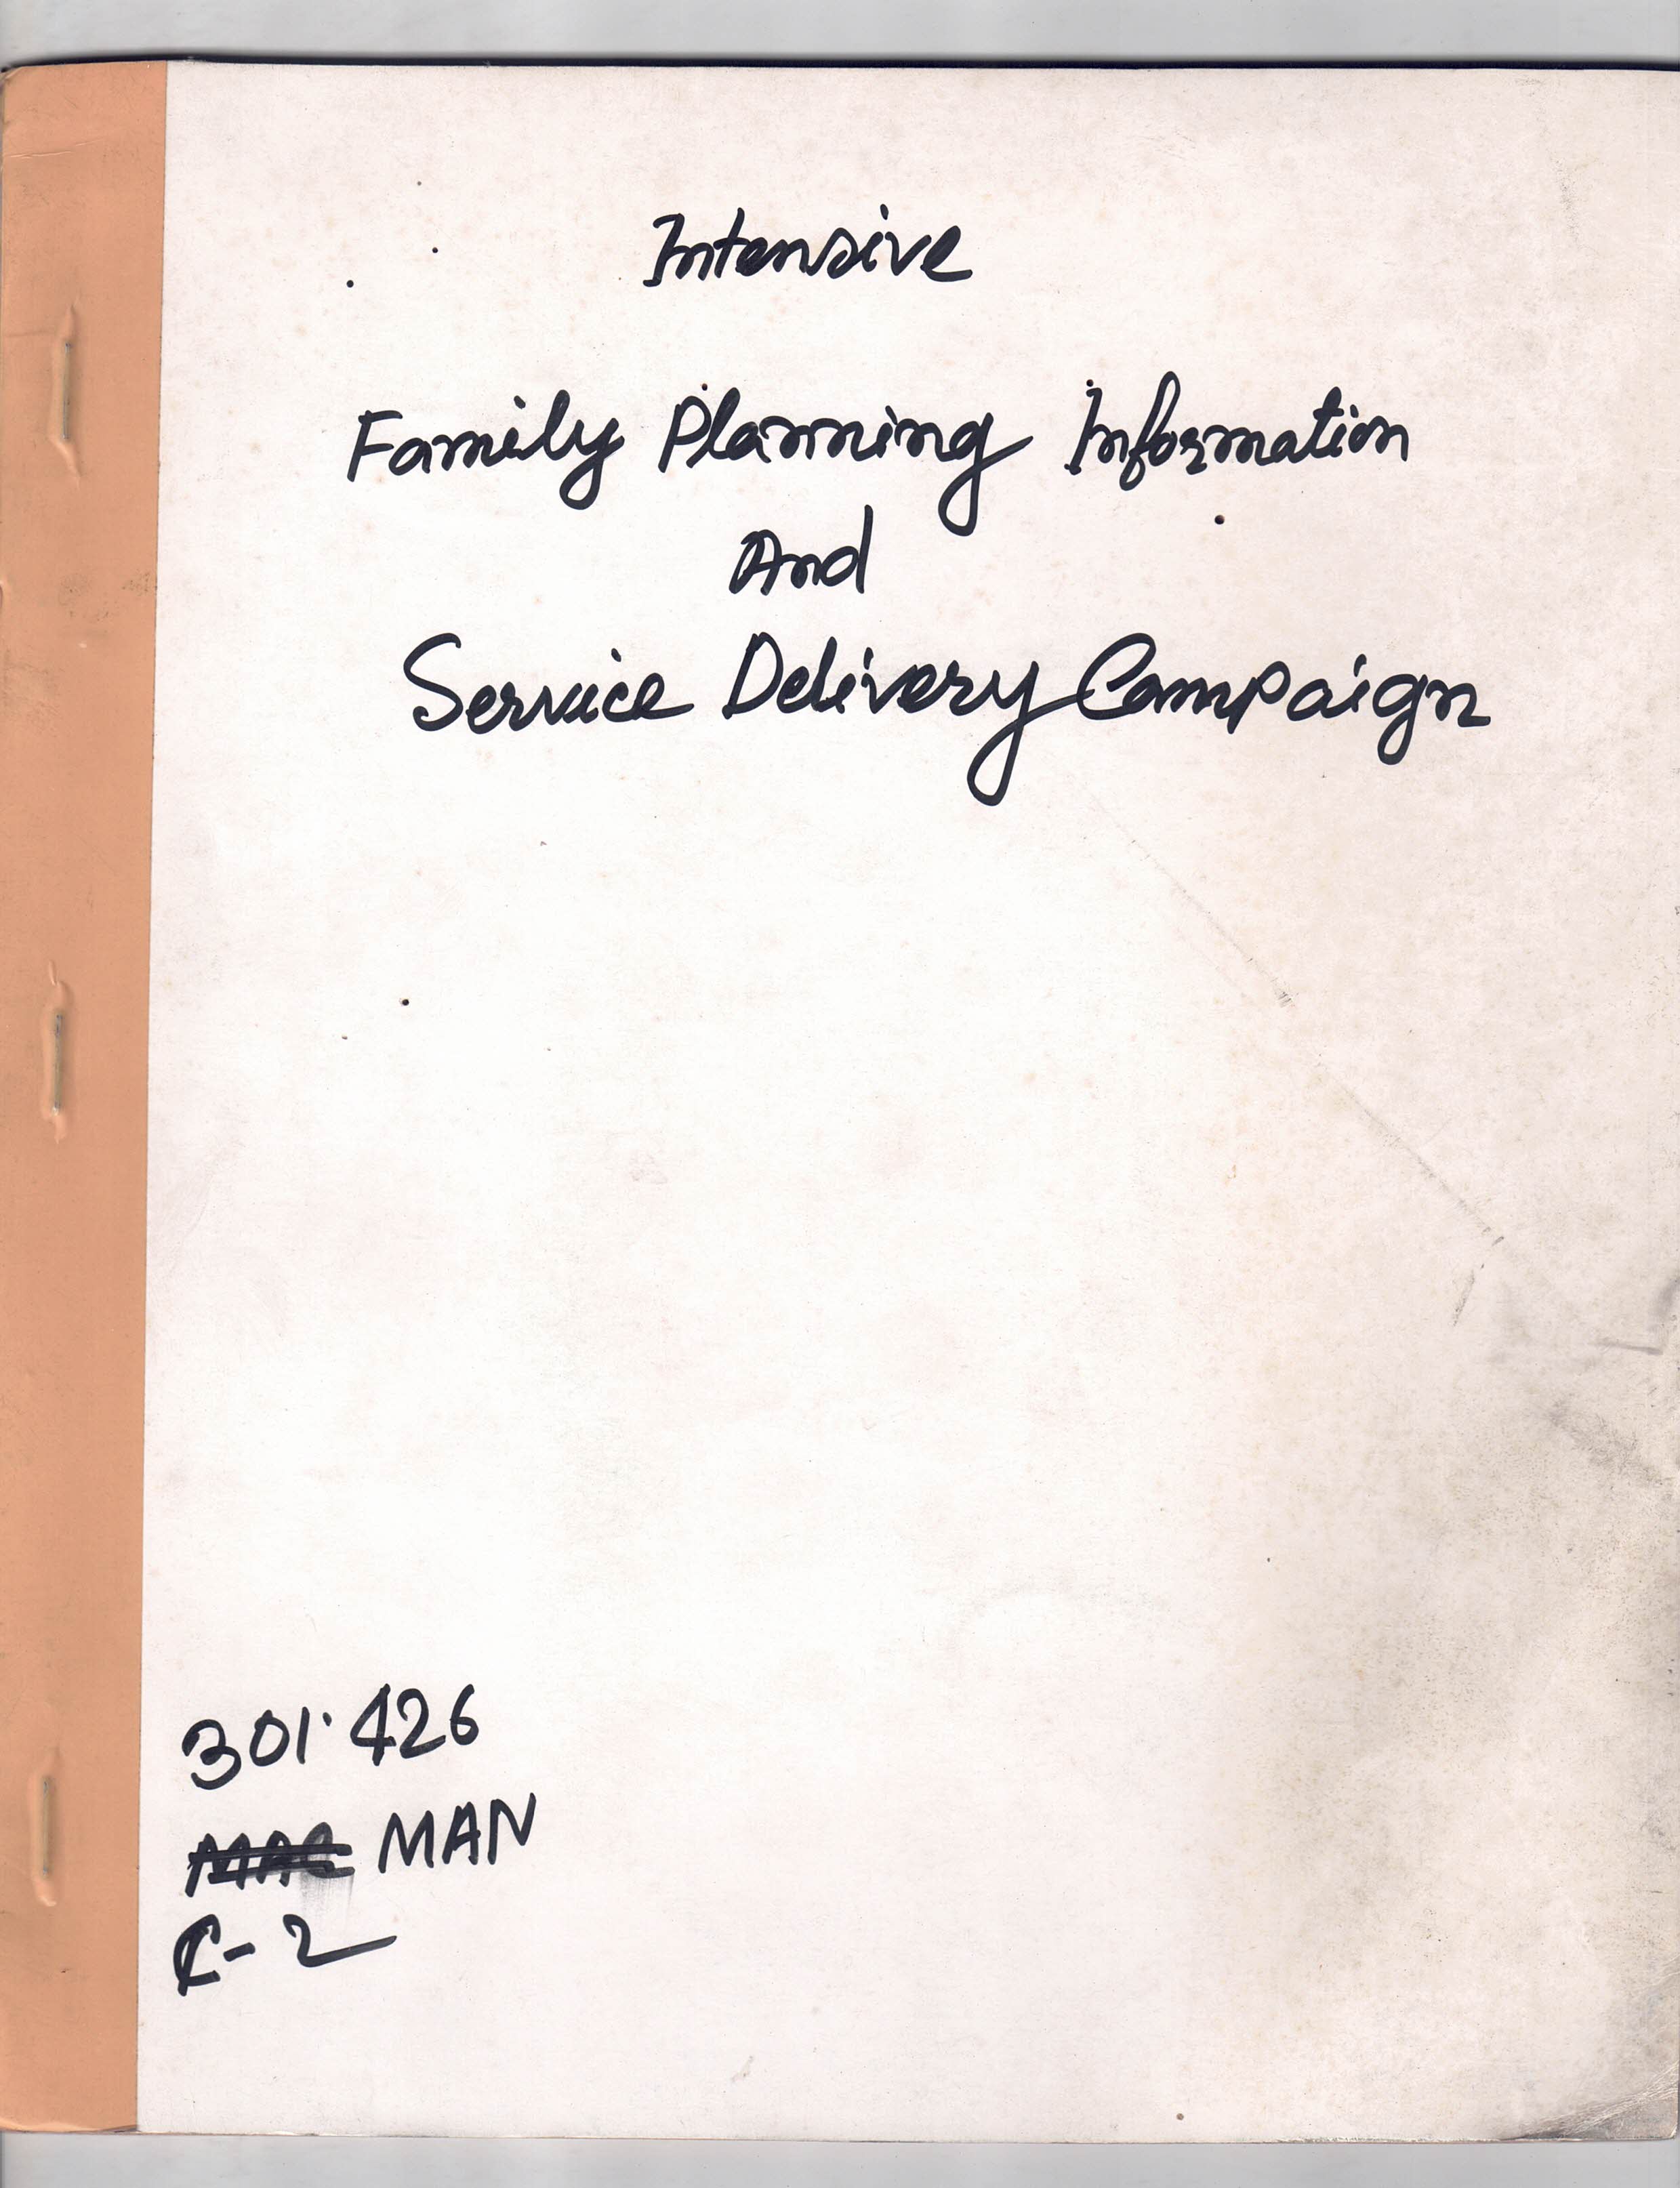 Intensive
Family Planning Information
And
Service Delivery Campaign
301.426
MAN
C-2